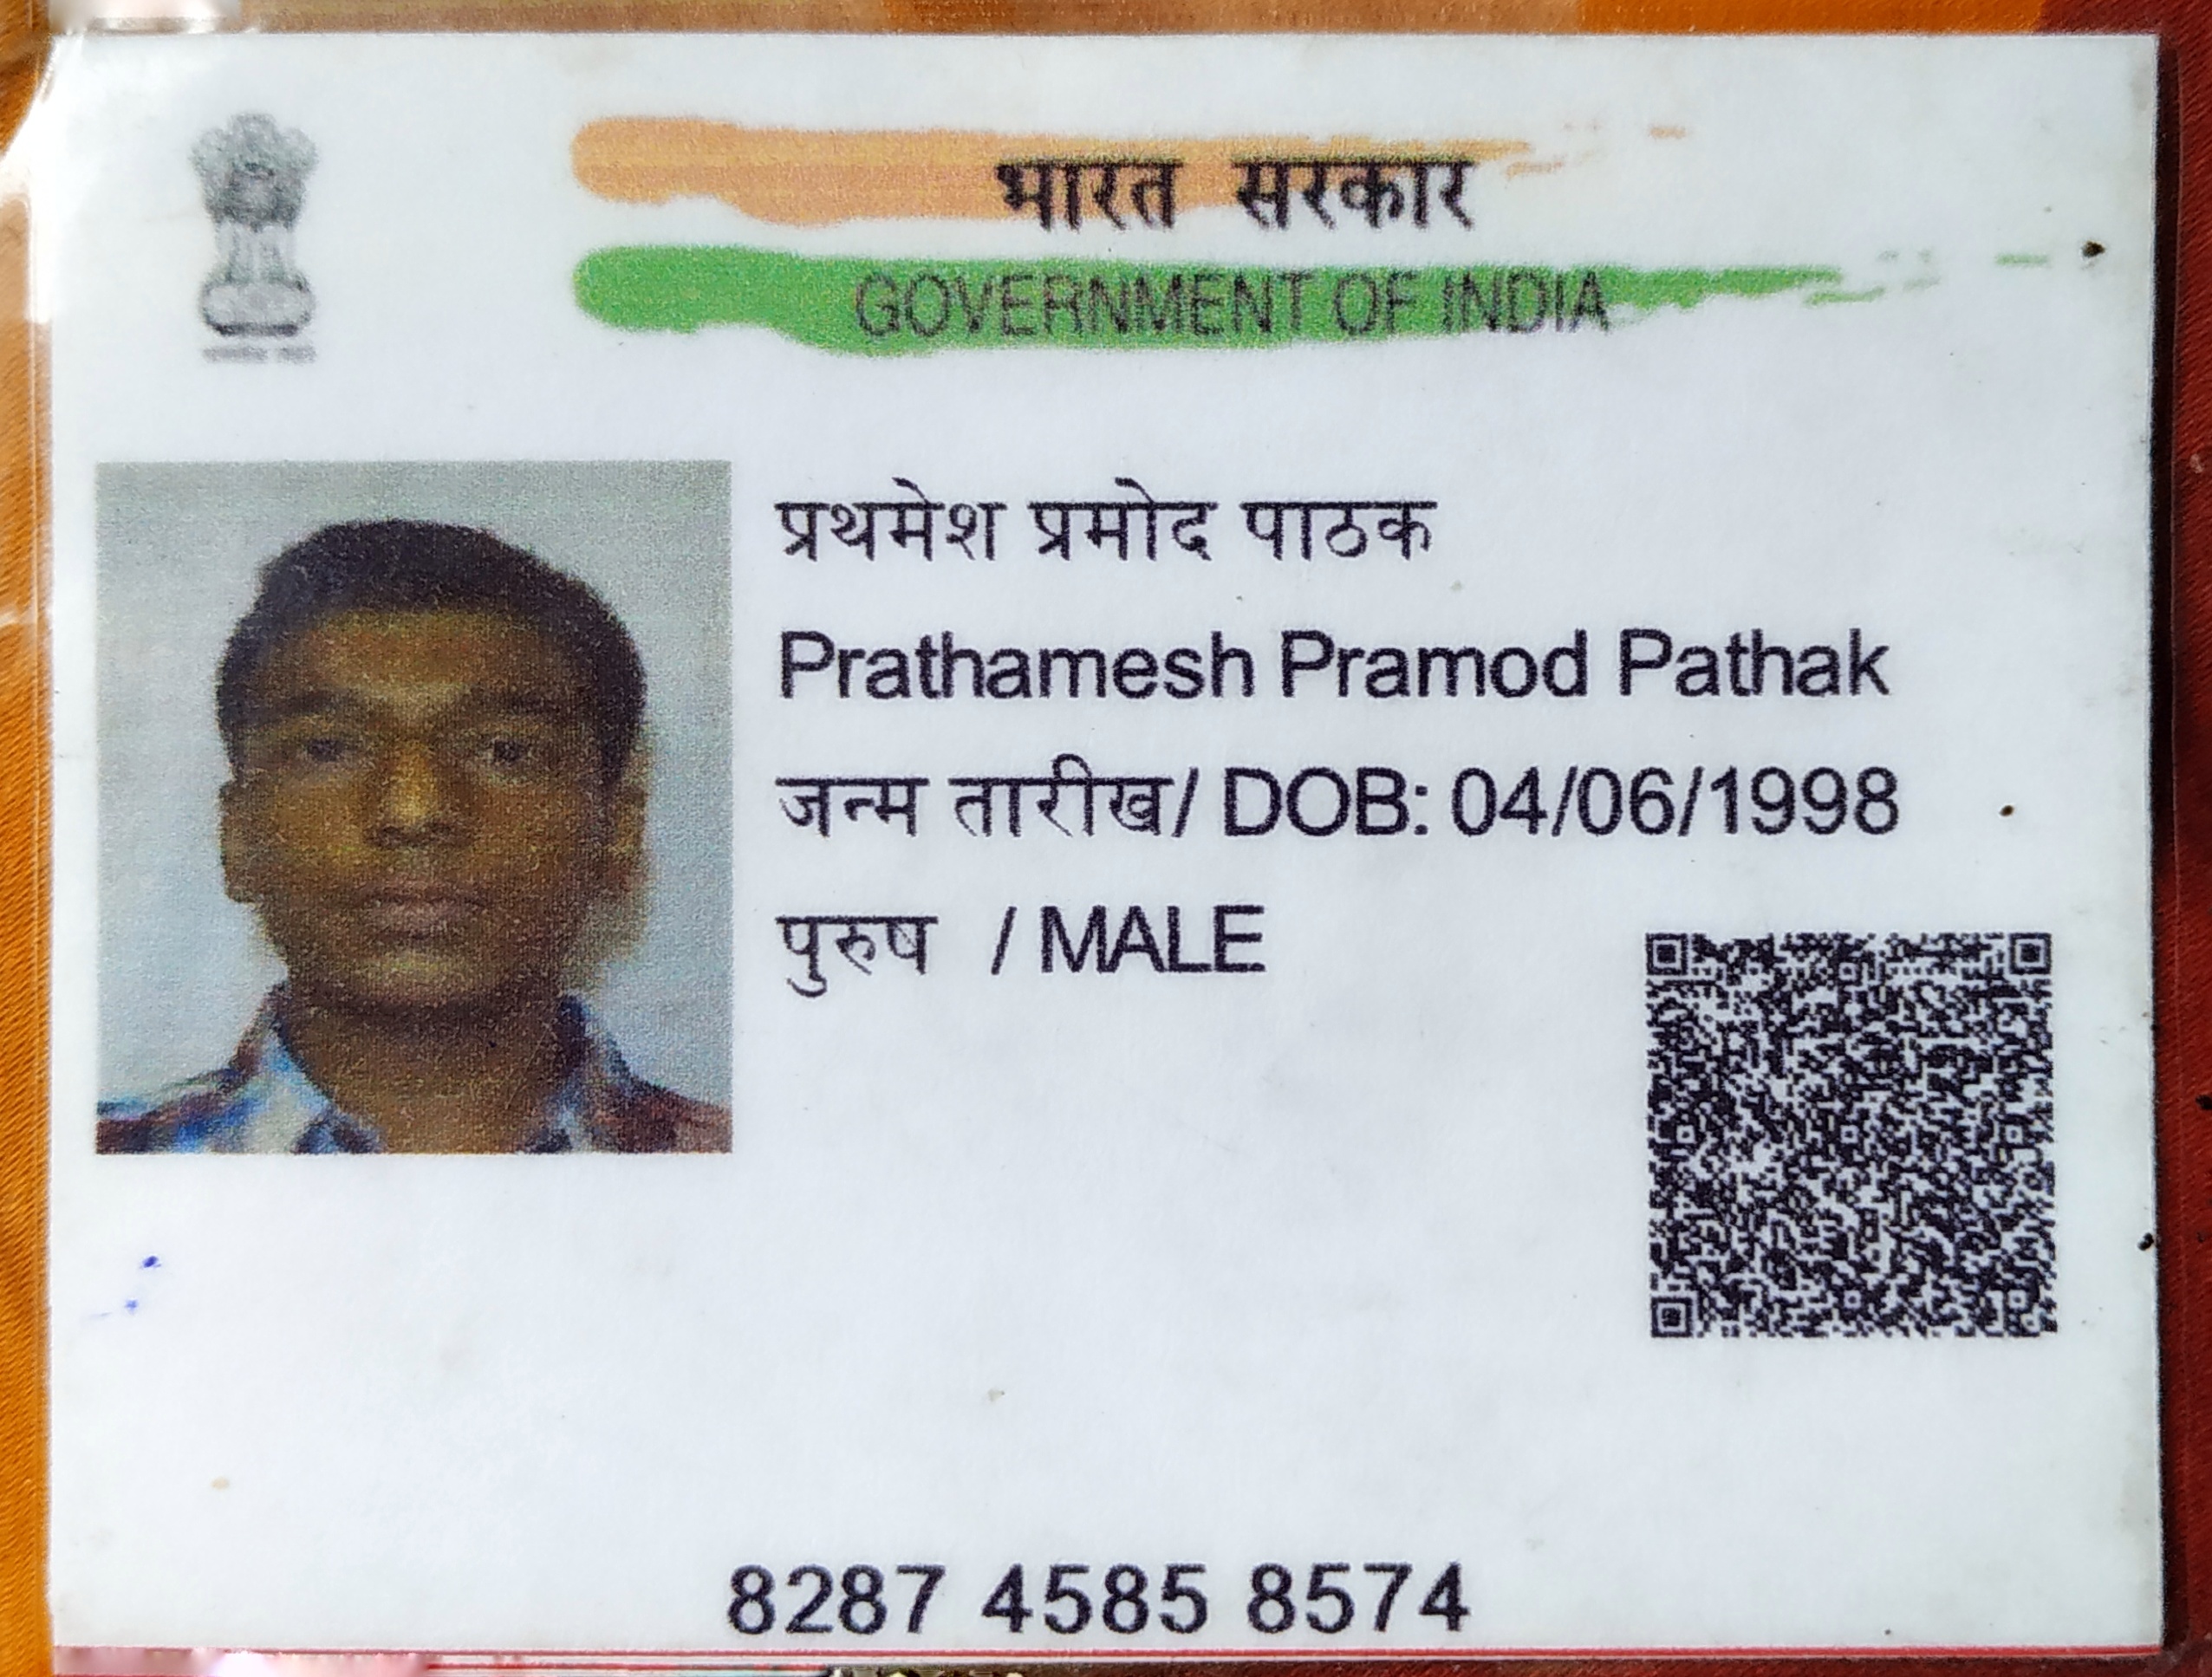 भारत सरकार
GOVERNMENT OF INDIA
प्रथमेश प्रमोद पाठक
Prathamesh Pramod Pathak
जन्म तारीख/ DOB: 04/06/1998
पुरुष / MALE
8287 4585 8574